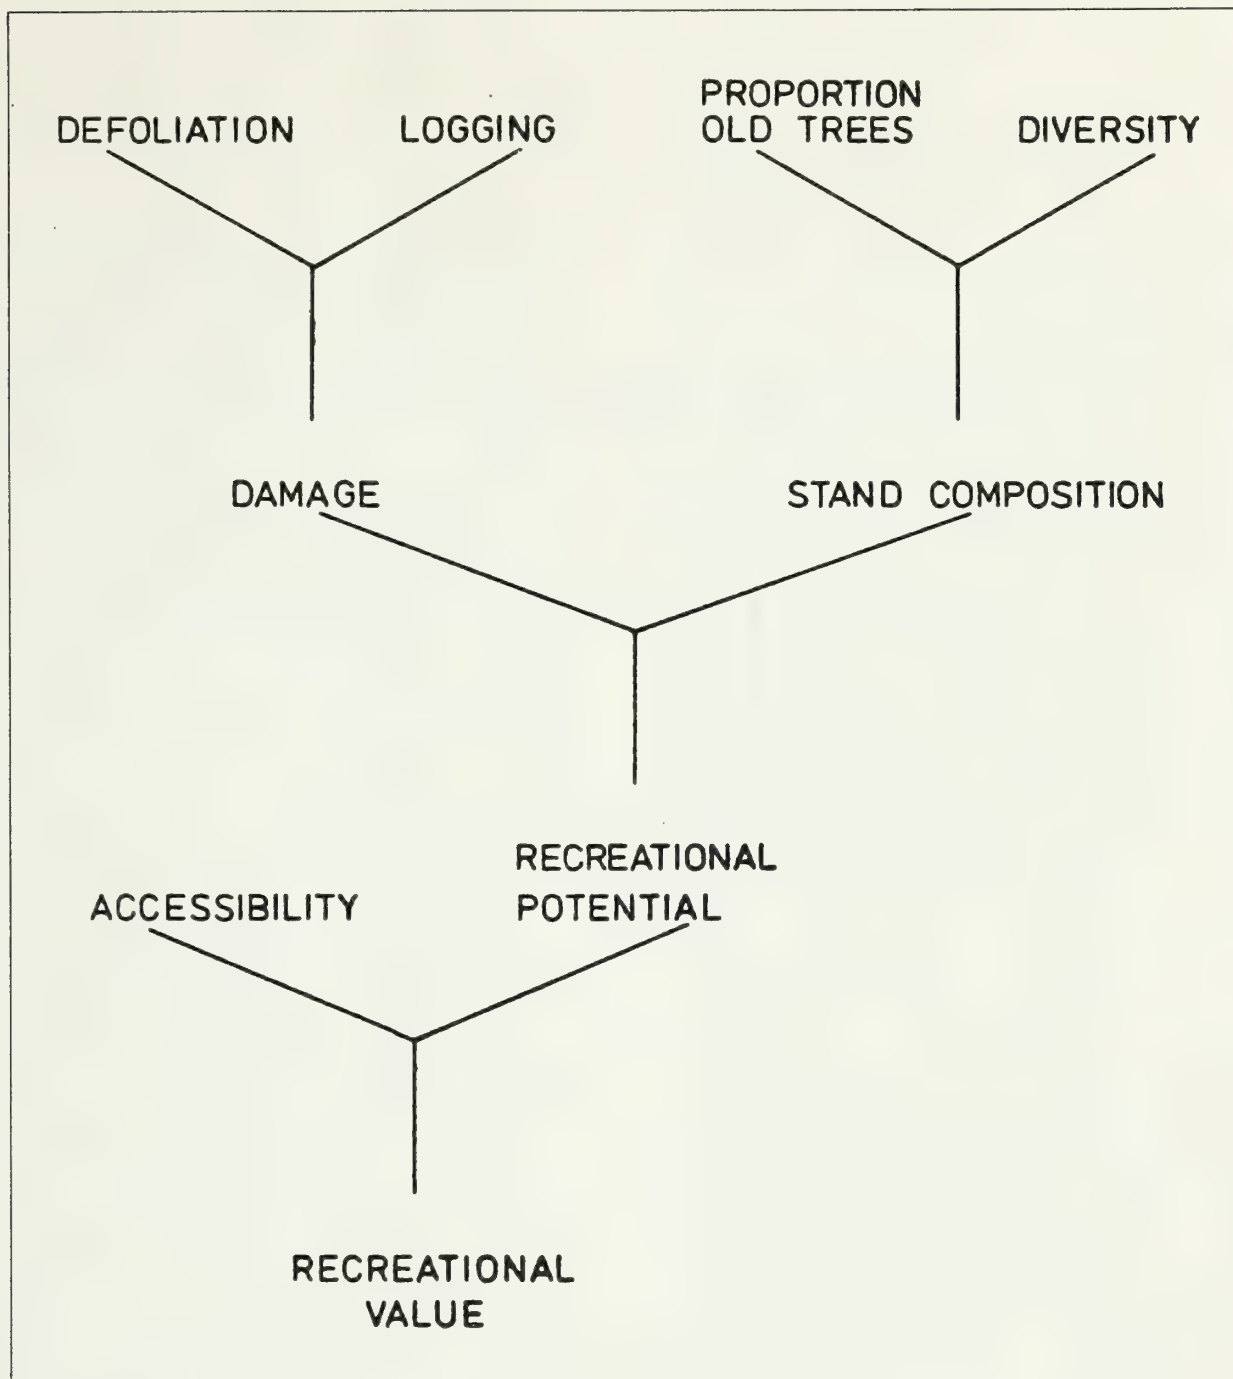 DEFOLIATION
LOGGING
PROPORTION
OLD TREES
DIVERSITY
DAMAGE
STAND COMPOSITION
ACCESSIBILITY
RECREATIONAL
POTENTIAL
RECREATIONAL
VALUE